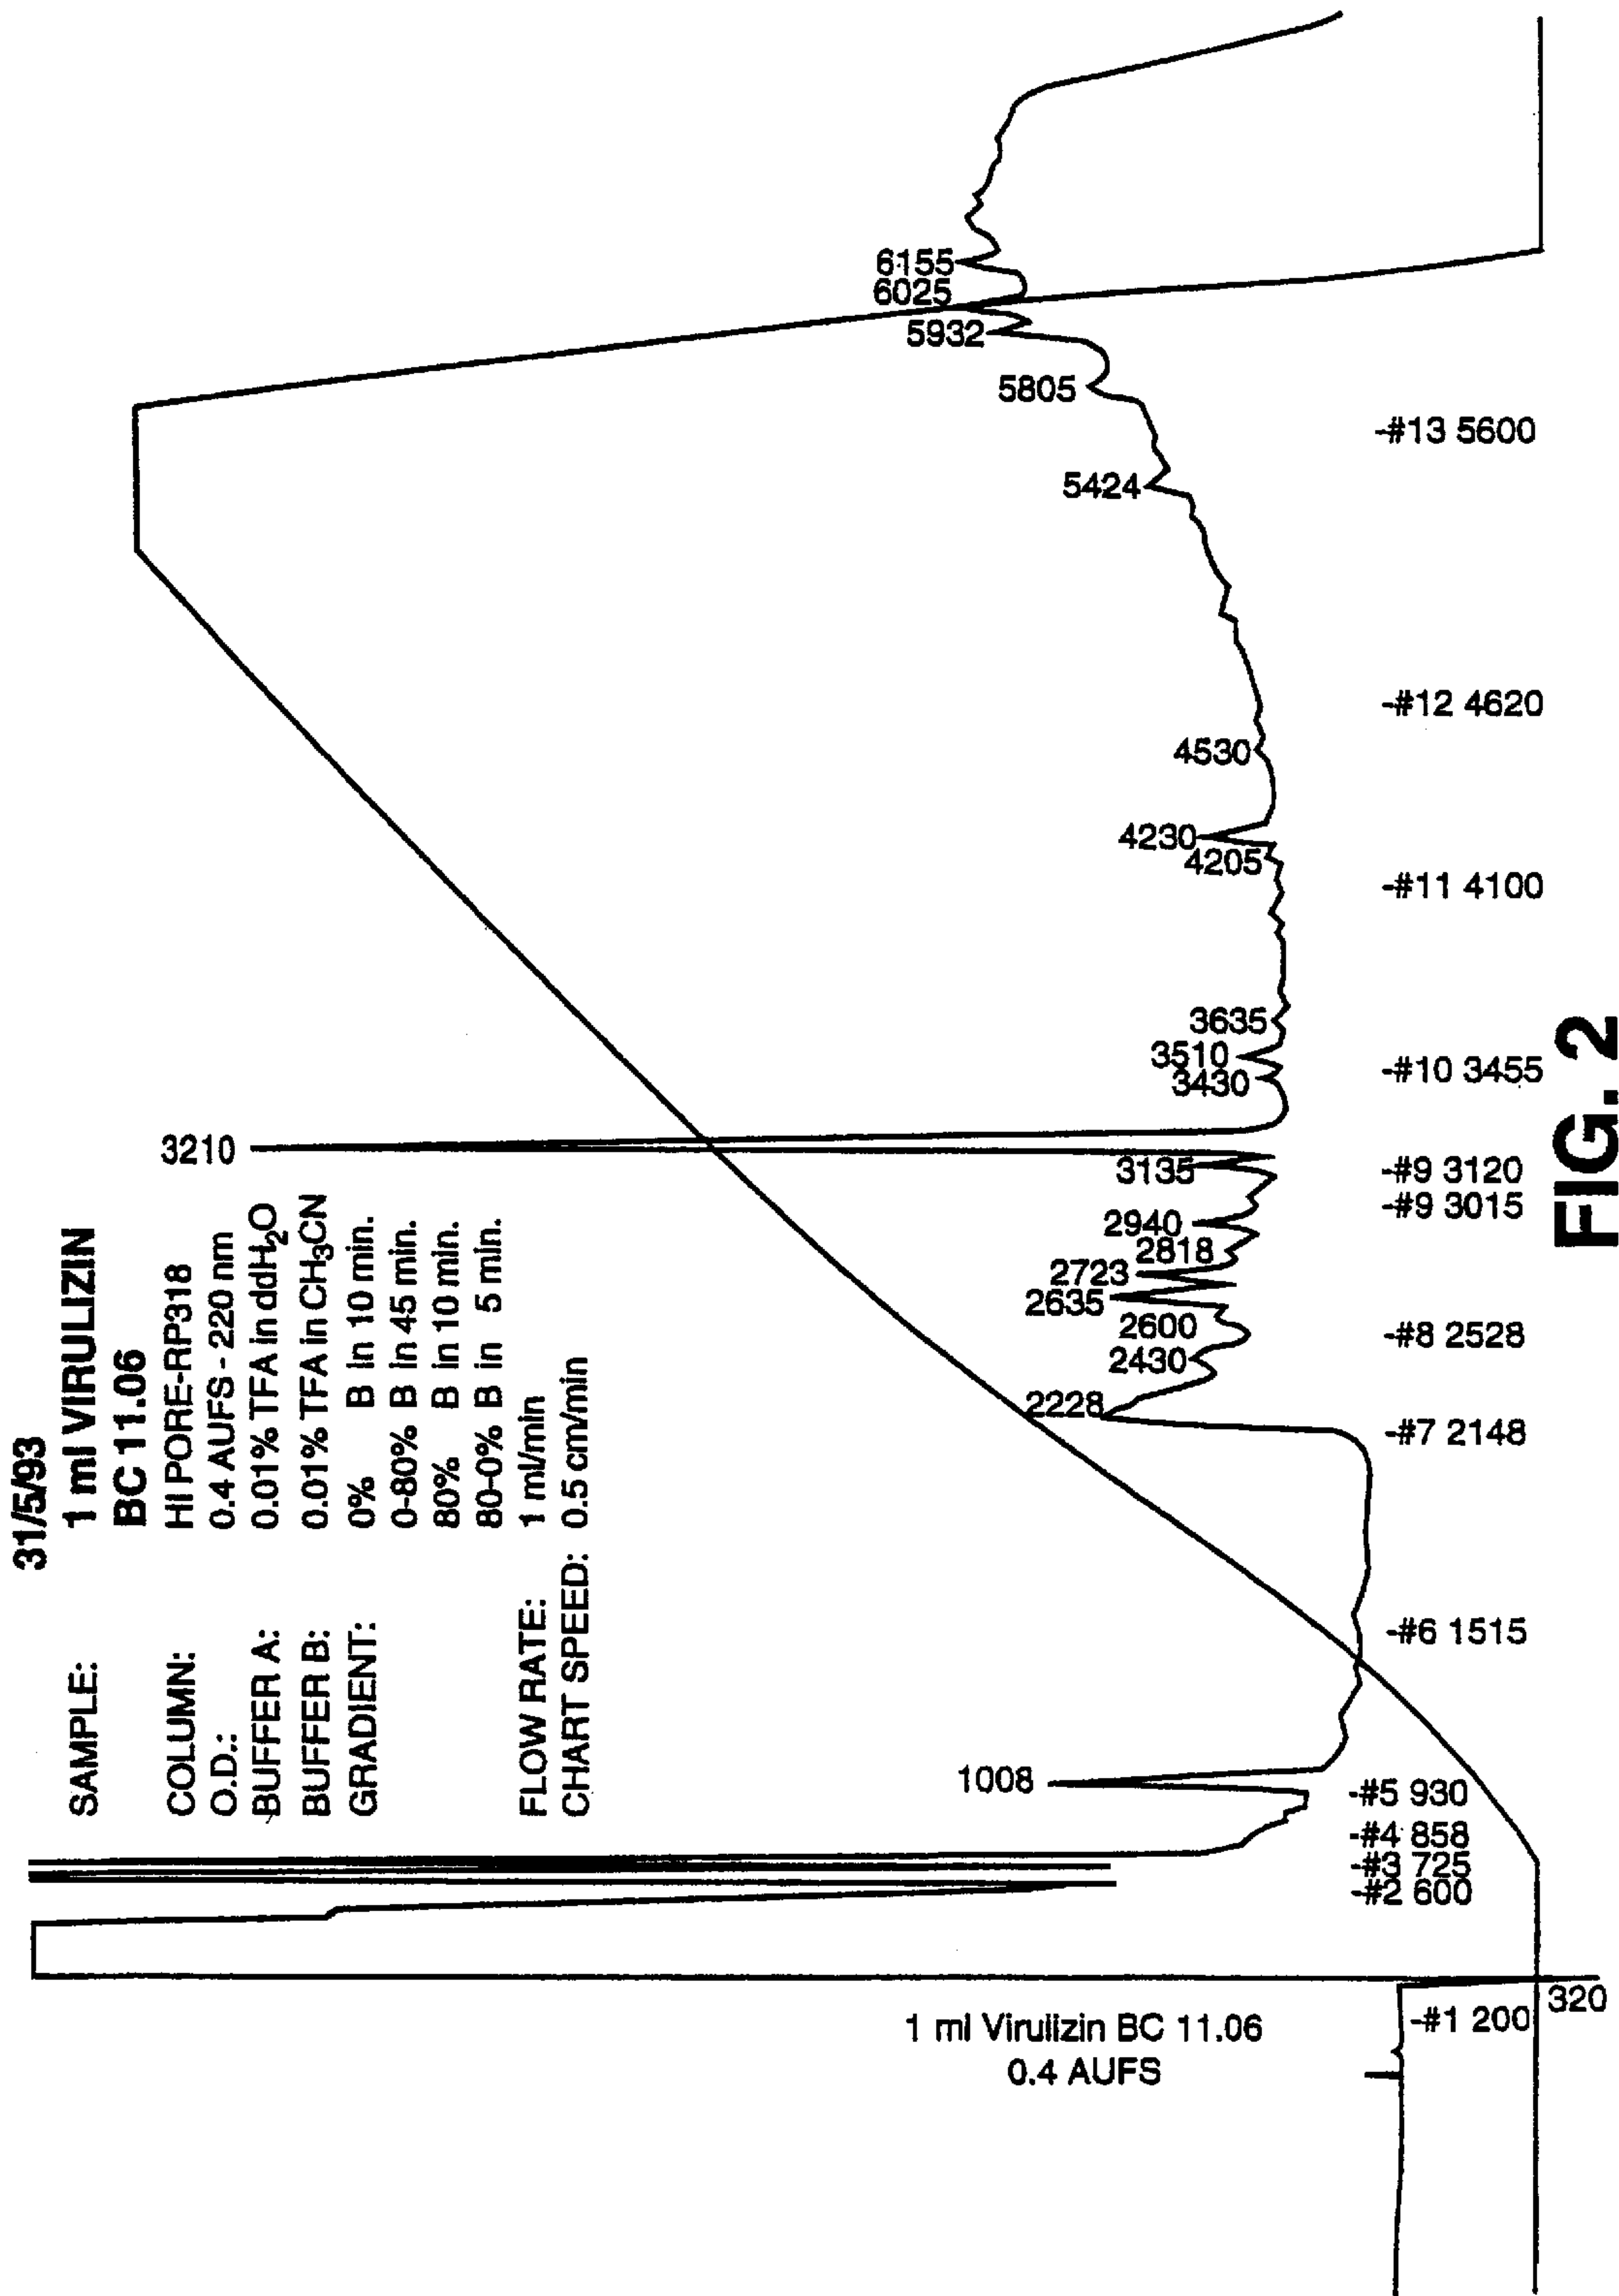 31/5/93
SAMPLE: 1 ml VIRULIZIN
BC 11.06
COLUMN: HI PORE-RP318
O.D.: 0.4 AUFS - 220 nm
BUFFER A: 0.01% TFA in ddH₂O
BUFFER B: 0.01% TFA in CH₃CN
GRADIENT: 0% B in 10 min.
0-80% B in 45 min.
80% B in 10 min.
80-0% B in 5 min.
FLOW RATE: 1 ml/min
CHART SPEED: 0.5 cm/min
1 ml Virulizin BC 11.06
0.4 AUFS
320
1008
2228
2430
2600
2635
2723
2818
2940
3135
3210
3430
3510
3635
4205
4230
4530
5424
5805
5932
6025
6155
-#1 200
-#2 600
-#3 725
-#4 858
-#5 930
-#6 1515
-#7 2148
-#8 2528
-#9 3015
-#9 3120
-#10 3455
-#11 4100
-#12 4620
-#13 5600
FIG. 2